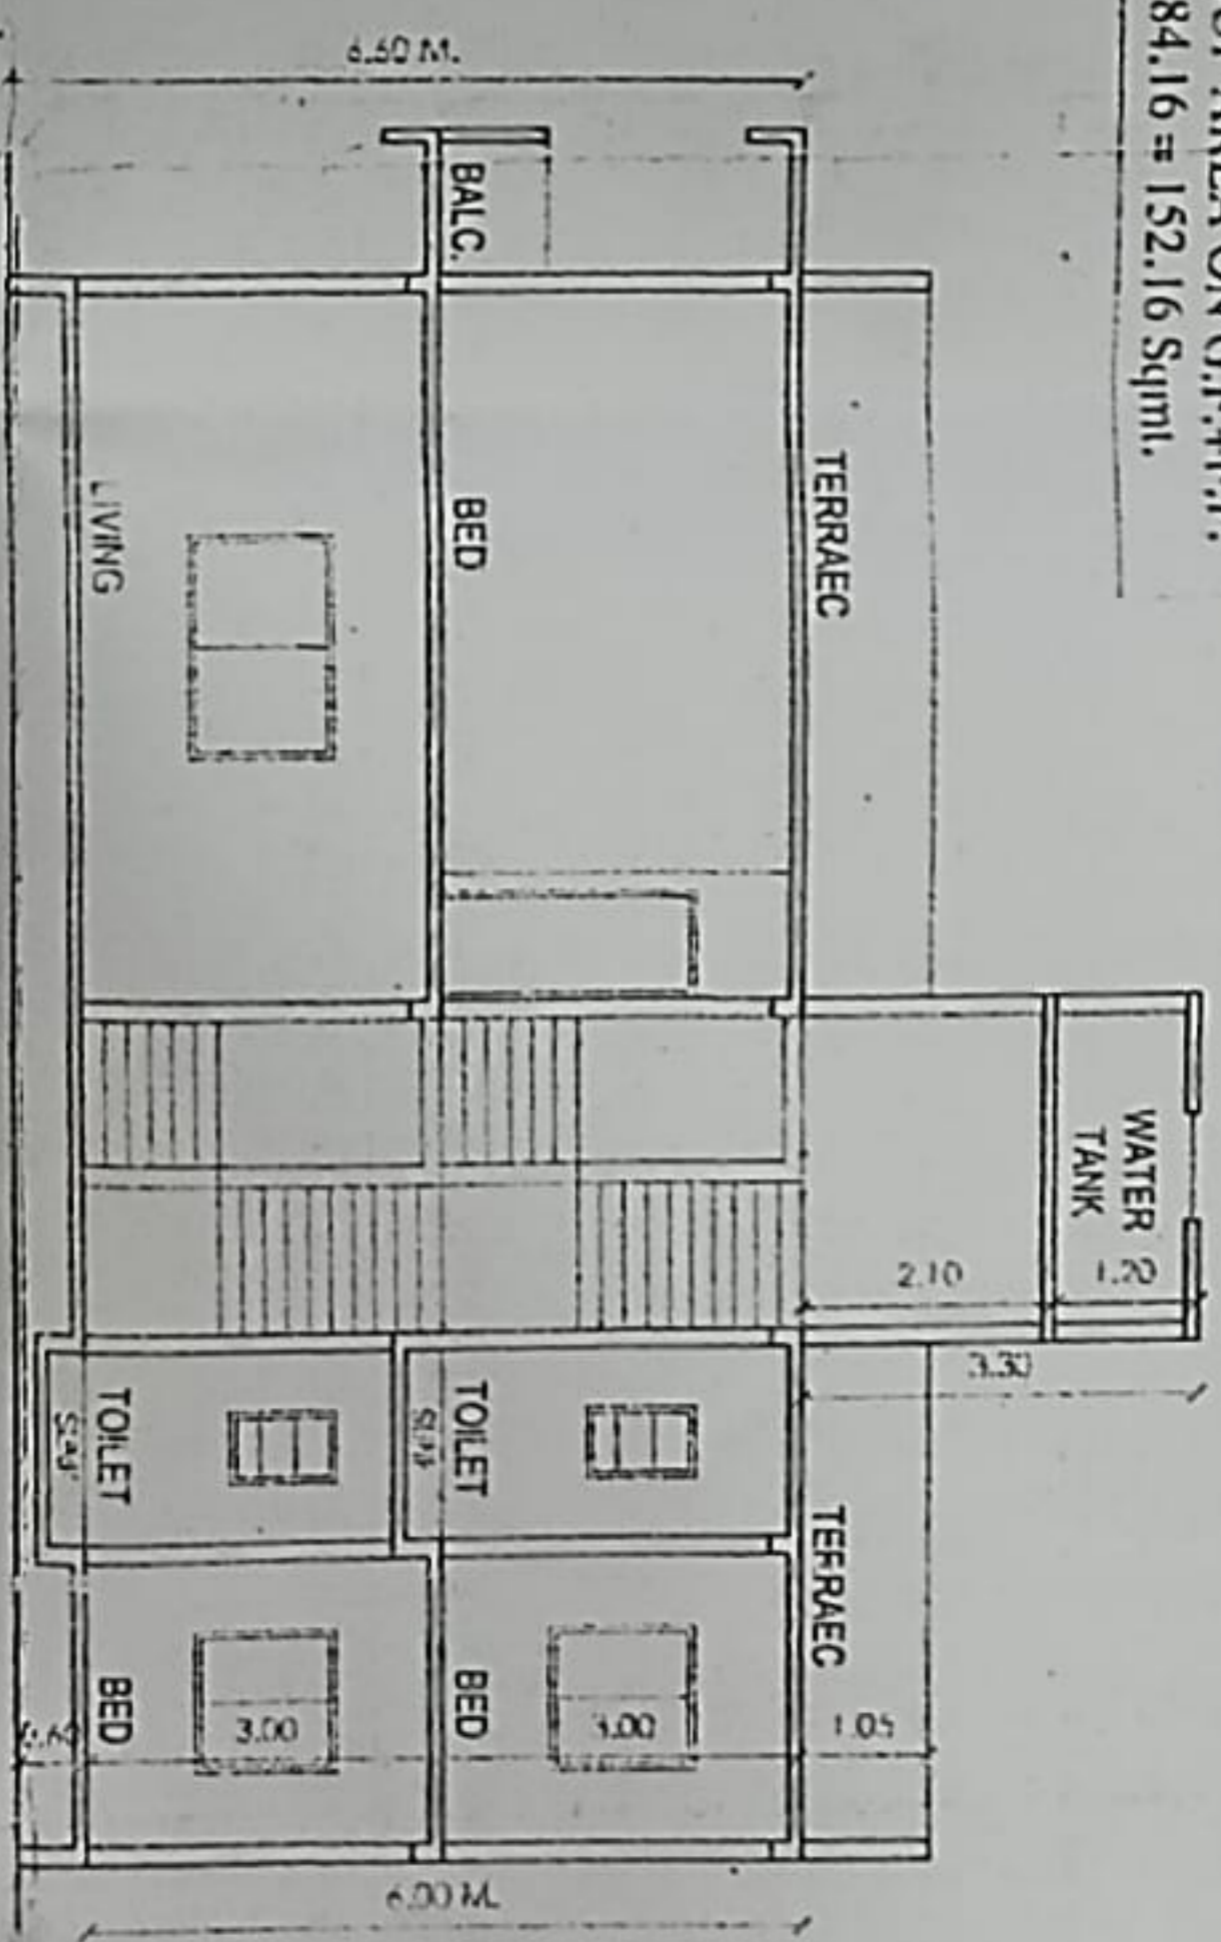 84.16 = 152.16 Sqmt.
6.60 M.
BALC.
TERRAEC
BED
LIVING
WATER
TANK
1.20
2.10
3.30
TOILET
TOILET
TERRAEC
BED
BED
3.00
3.00
1.05
6.00 M.